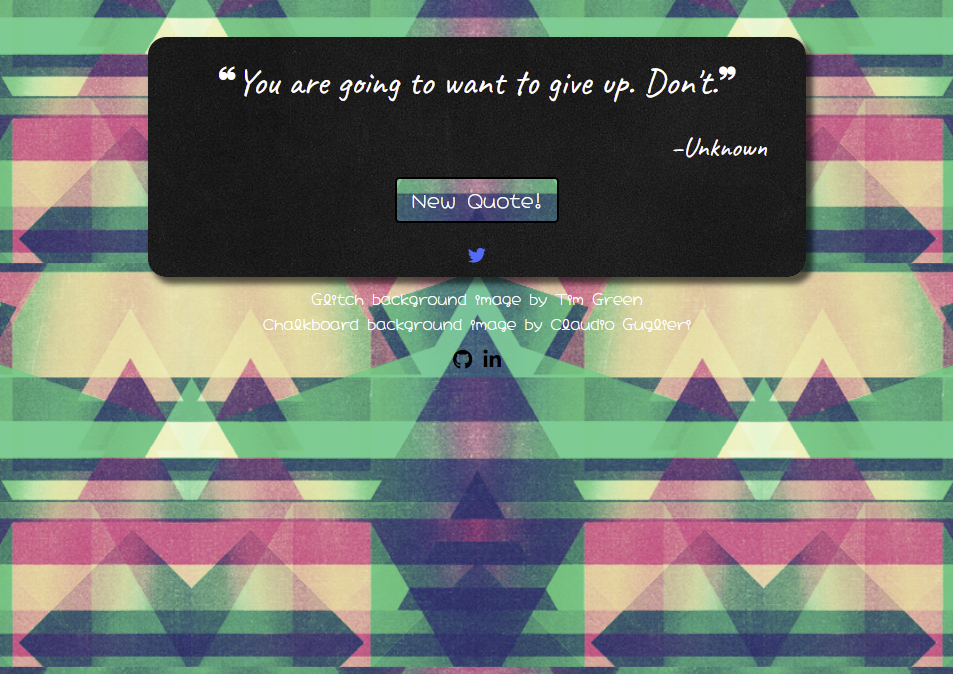 ❝You are going to want to give up. Don't.❞
-Unknown
New Quote!
Glitch background image by Tim Green
Chalkboard background image by Claudio Guglieri
in